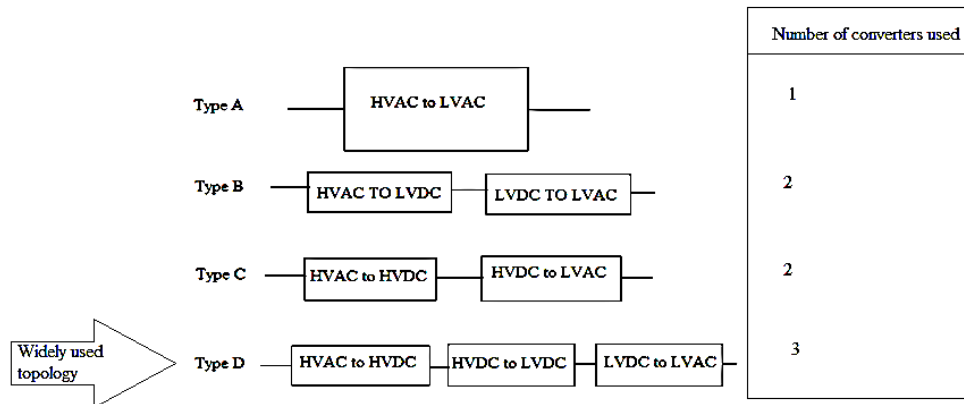 Number of converters used
Type A
HVAC to LVAC
1
Type B
HVAC TO LVDC
LVDC TO LVAC
2
Type C
HVAC to HVDC
HVDC to LVAC
2
Widely used
topology
Type D
HVAC to HVDC
HVDC to LVDC
LVDC to LVAC
3